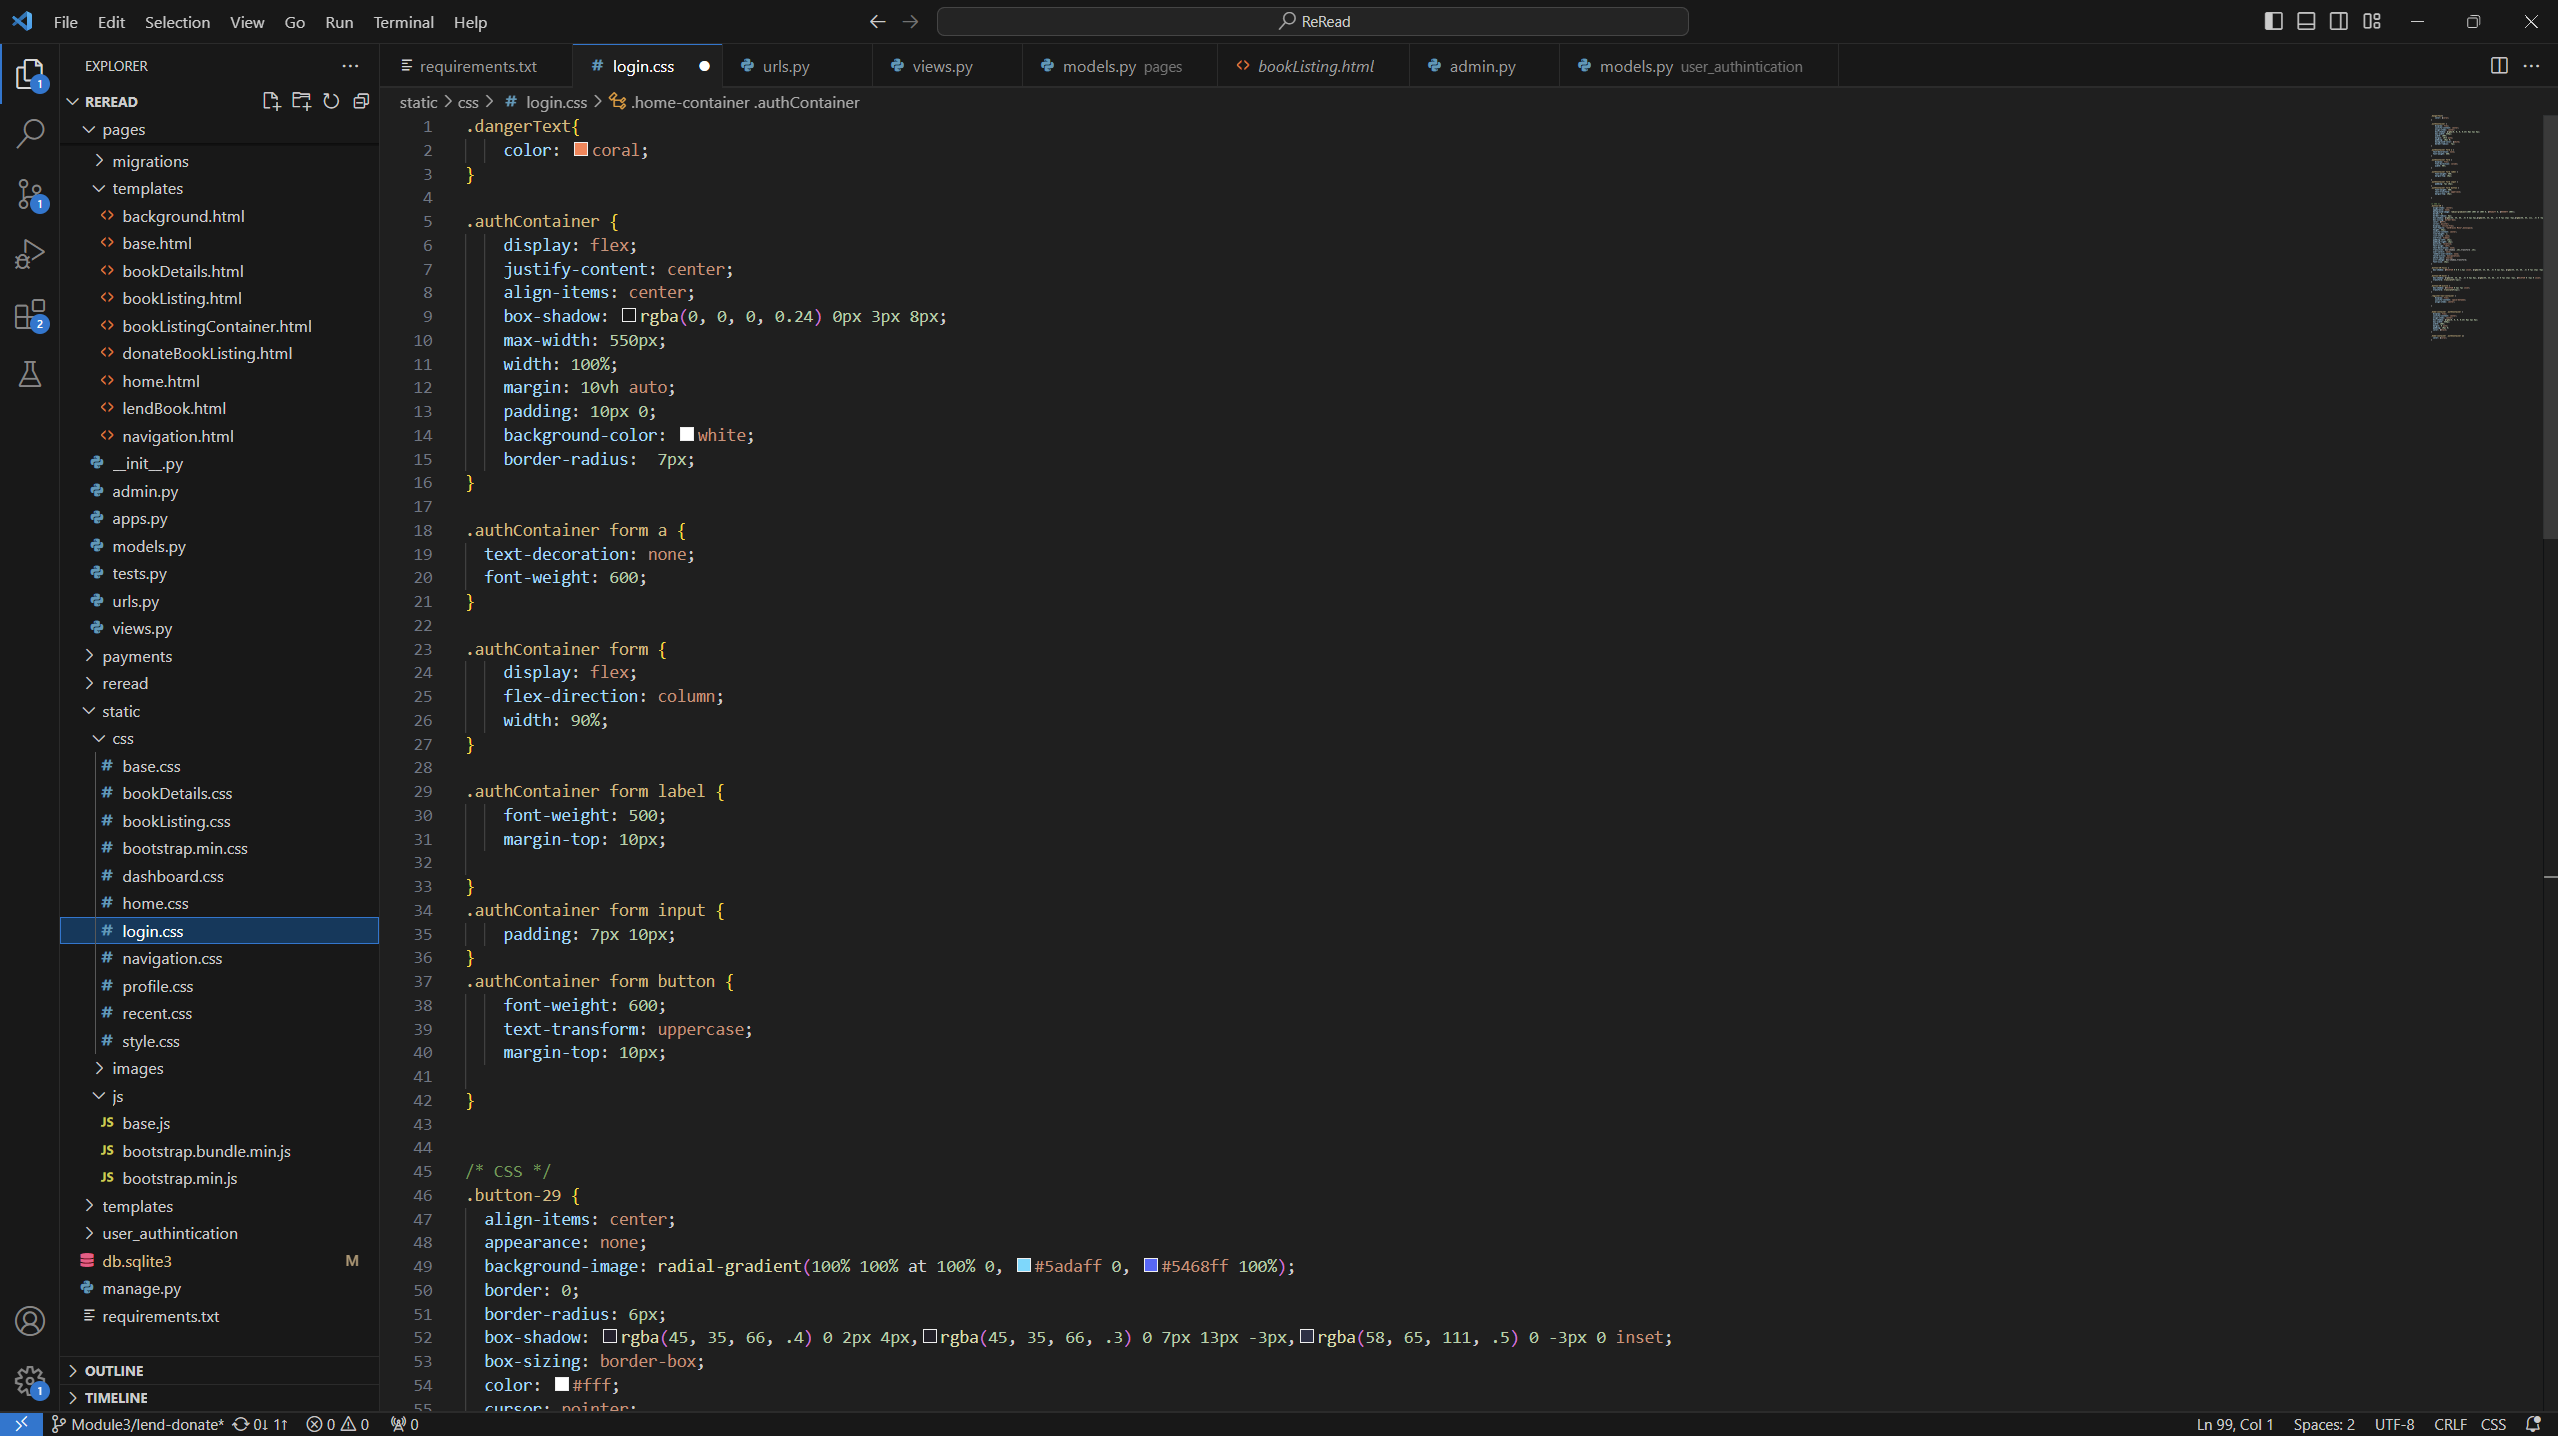 File Edit Selection View Go Run Terminal Help
ReRead
EXPLORER
REREAD
pages
migrations
templates
background.html
base.html
bookDetails.html
bookListing.html
bookListingContainer.html
donateBookListing.html
home.html
lendBook.html
navigation.html
__init__.py
admin.py
apps.py
models.py
tests.py
urls.py
views.py
payments
reread
static
css
# base.css
# bookDetails.css
# bookListing.css
# bootstrap.min.css
# dashboard.css
# home.css
# login.css
# navigation.css
# profile.css
# recent.css
# style.css
images
js
JS base.js
JS bootstrap.bundle.min.js
JS bootstrap.min.js
templates
user_authintication
db.sqlite3 M
manage.py
requirements.txt
OUTLINE
TIMELINE
1
1
2
1
requirements.txt # login.css urls.py views.py models.py pages bookListing.html admin.py models.py user_authintication
static > css > # login.css > .home-container .authContainer
1 .dangerText{
2 color: coral;
3 }
4
5 .authContainer {
6 display: flex;
7 justify-content: center;
8 align-items: center;
9 box-shadow: rgba(0, 0, 0, 0.24) 0px 3px 8px;
10 max-width: 550px;
11 width: 100%;
12 margin: 10vh auto;
13 padding: 10px 0;
14 background-color: white;
15 border-radius:  7px;
16 }
17
18 .authContainer form a {
19 text-decoration: none;
20 font-weight: 600;
21 }
22
23 .authContainer form {
24 display: flex;
25 flex-direction: column;
26 width: 90%;
27 }
28
29 .authContainer form label {
30 font-weight: 500;
31 margin-top: 10px;
32
33 }
34 .authContainer form input {
35 padding: 7px 10px;
36 }
37 .authContainer form button {
38 font-weight: 600;
39 text-transform: uppercase;
40 margin-top: 10px;
41
42 }
43
44
45 /* CSS */
46 .button-29 {
47 align-items: center;
48 appearance: none;
49 background-image: radial-gradient(100% 100% at 100% 0, #5adaff 0, #5468ff 100%);
50 border: 0;
51 border-radius: 6px;
52 box-shadow: rgba(45, 35, 66, .4) 0 2px 4px,rgba(45, 35, 66, .3) 0 7px 13px -3px,rgba(58, 65, 111, .5) 0 -3px 0 inset;
53 box-sizing: border-box;
54 color: #fff;
55 cursor: pointer;
Module3/lend-donate* 0↓ 1↑ 0 0 0
Ln 99, Col 1 Spaces: 2 UTF-8 CRLF CSS